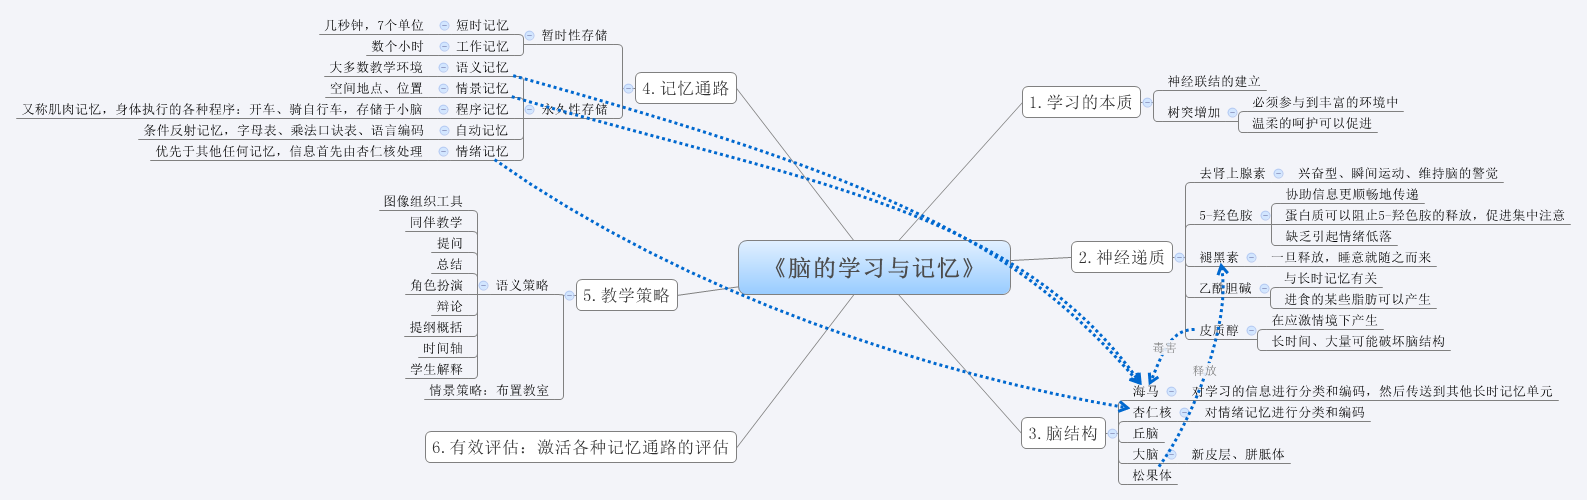 《脑的学习与记忆》
1.学习的本质
神经联结的建立
树突增加
必须参与到丰富的环境中
温柔的呵护可以促进
2.神经递质
去肾上腺素
兴奋型、瞬间运动、维持脑的警觉
5-羟色胺
协助信息更顺畅地传递
蛋白质可以阻止5-羟色胺的释放，促进集中注意
缺乏引起情绪低落
褪黑素
一旦释放，睡意就随之而来
乙酰胆碱
与长时记忆有关
进食的某些脂肪可以产生
皮质醇
在应激情境下产生
长时间、大量可能破坏脑结构
毒害
释放
3.脑结构
海马
对学习的信息进行分类和编码，然后传送到其他长时记忆单元
杏仁核
对情绪记忆进行分类和编码
丘脑
大脑
新皮层、胼胝体
松果体
4.记忆通路
暂时性存储
短时记忆
几秒钟，7个单位
工作记忆
数个小时
永久性存储
语义记忆
大多数教学环境
情景记忆
空间地点、位置
程序记忆
又称肌肉记忆，身体执行的各种程序：开车、骑自行车，存储于小脑
自动记忆
条件反射记忆，字母表、乘法口诀表、语言编码
情绪记忆
优先于其他任何记忆，信息首先由杏仁核处理
5.教学策略
语义策略
图像组织工具
同伴教学
提问
总结
角色扮演
辩论
提纲概括
时间轴
学生解释
情景策略：布置教室
6.有效评估：激活各种记忆通路的评估